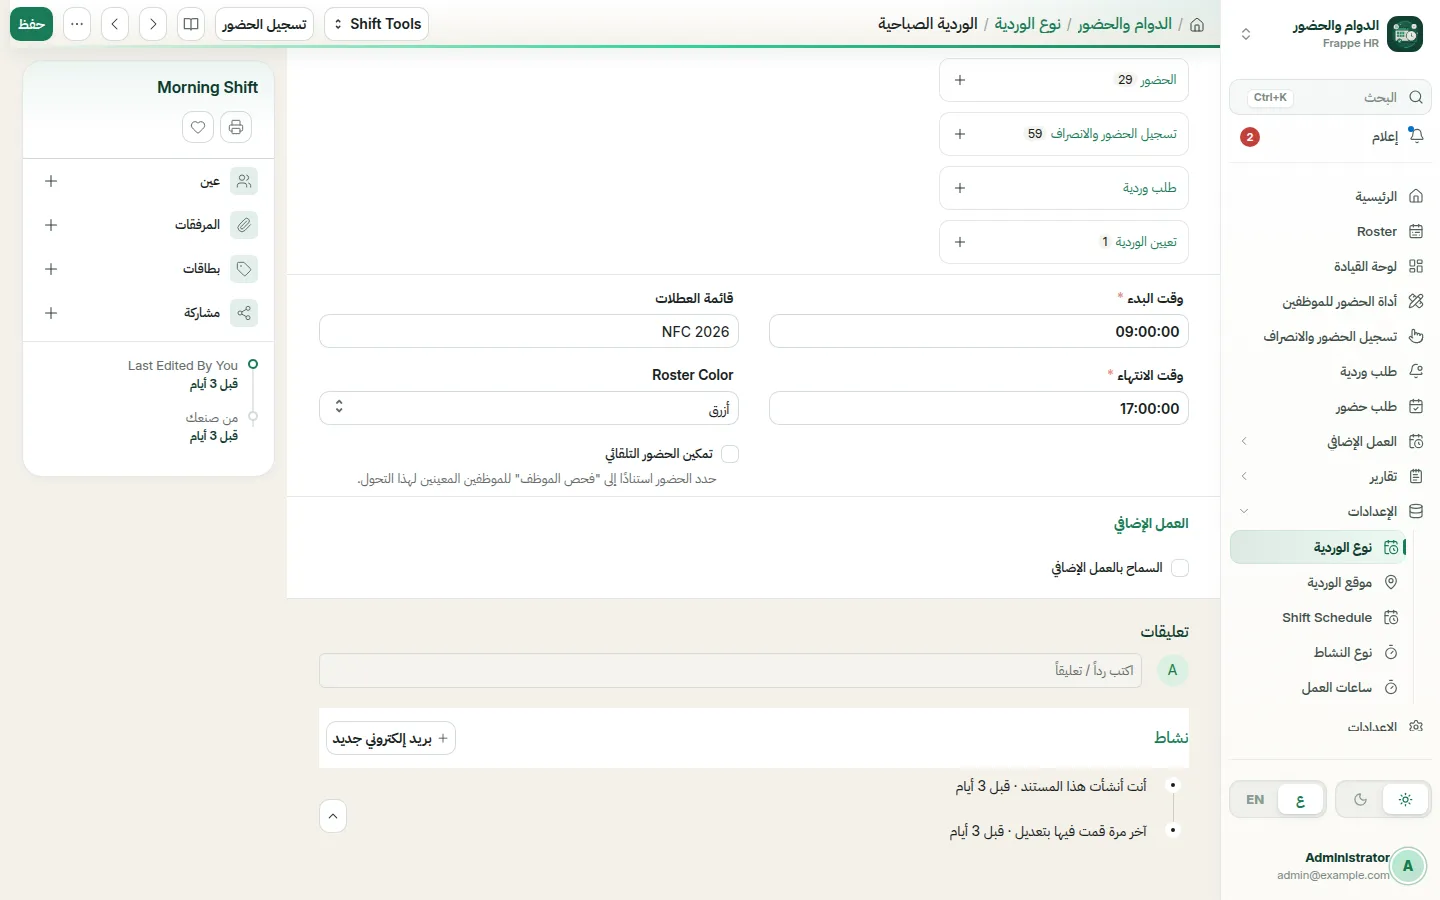 الدوام والحضور
Frappe HR
البحث
Ctrl+K
إعلام
2
الرئيسية
Roster
لوحة القيادة
أداة الحضور للموظفين
تسجيل الحضور والانصراف
طلب وردية
طلب حضور
العمل الإضافي
تقارير
الإعدادات
نوع الوردية
موقع الوردية
Shift Schedule
نوع النشاط
ساعات العمل
الإعدادات
ع
EN
Administrator
admin@example.com
A
الدوام والحضور / نوع الوردية / الوردية الصباحية
Shift Tools
تسجيل الحضور
حفظ
الحضور 29
تسجيل الحضور والانصراف 59
طلب وردية
تعيين الوردية 1
وقت البدء *
09:00:00
وقت الانتهاء *
17:00:00
قائمة العطلات
NFC 2026
Roster Color
أزرق
تمكين الحضور التلقائي
حدد الحضور استنادًا إلى "فحص الموظف" للموظفين المعينين لهذا التحول.
العمل الإضافي
السماح بالعمل الإضافي
تعليقات
A
اكتب رداً / تعليقاً
نشاط
بريد إلكتروني جديد
أنت أنشأت هذا المستند · قبل 3 أيام
آخر مرة قمت فيها بتعديل · قبل 3 أيام
Morning Shift
عين
المرفقات
بطاقات
مشاركة
Last Edited By You
قبل 3 أيام
من صنعك
قبل 3 أيام